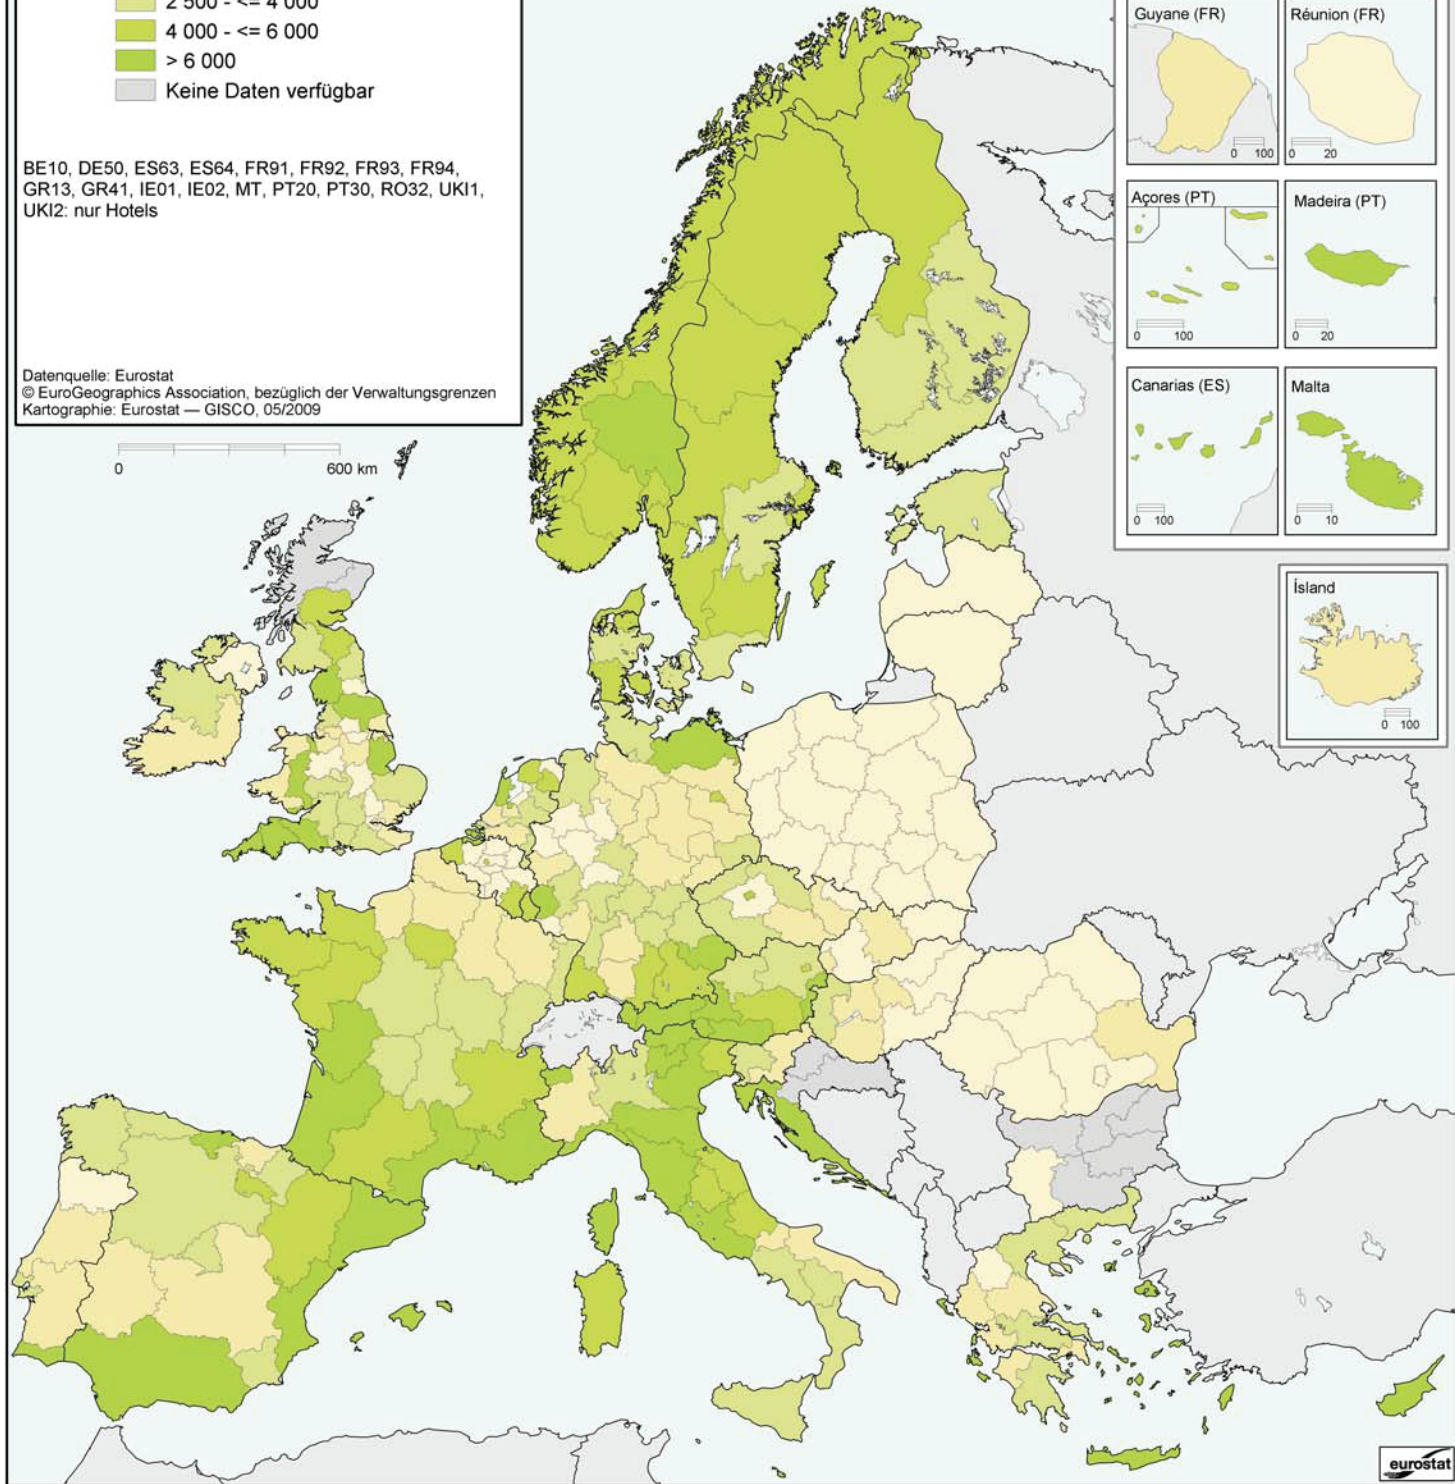 2 500 - <= 4 000
4 000 - <= 6 000
> 6 000
Keine Daten verfügbar
BE10, DE50, ES63, ES64, FR91, FR92, FR93, FR94,
GR13, GR41, IE01, IE02, MT, PT20, PT30, RO32, UKI1,
UKI2: nur Hotels
Datenquelle: Eurostat
© EuroGeographics Association, bezüglich der Verwaltungsgrenzen
Kartographie: Eurostat — GISCO, 05/2009
0 600 km
Guyane (FR)
0 100
Réunion (FR)
0 20
Açores (PT)
0 100
Madeira (PT)
0 20
Canarias (ES)
0 100
Malta
0 10
Ísland
0 100
eurostat